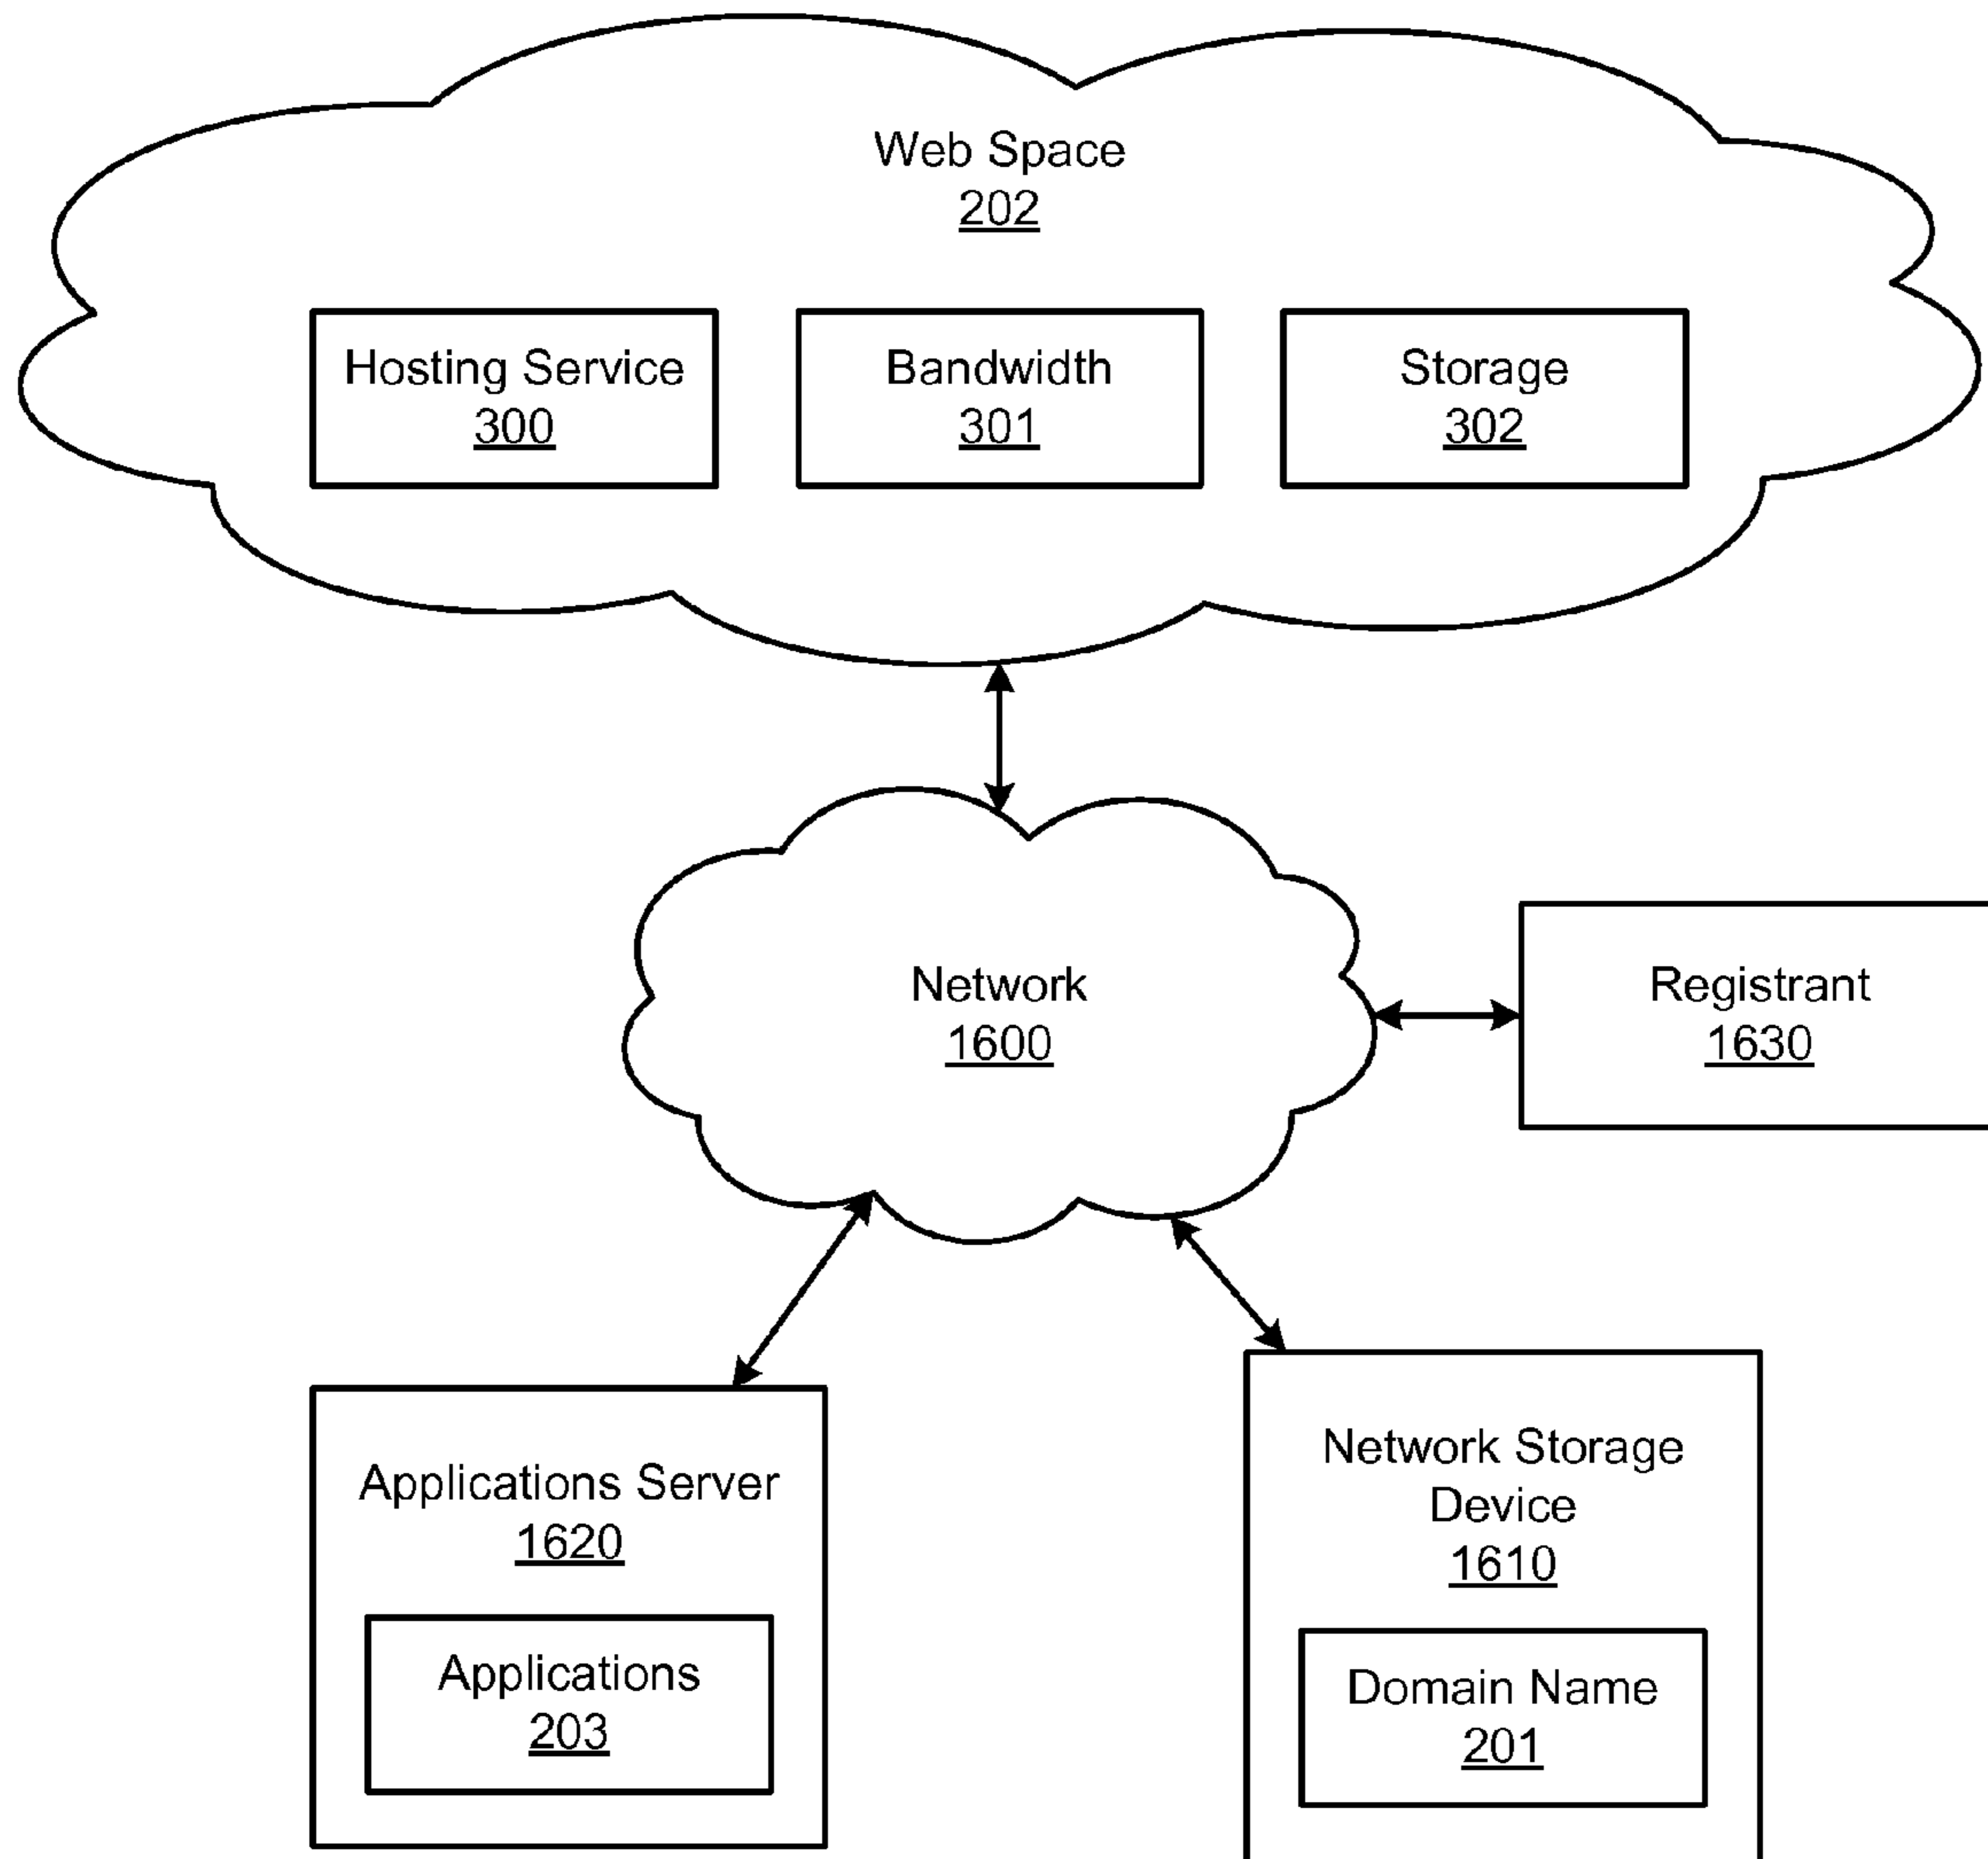 Web Space
202
Hosting Service
300
Bandwidth
301
Storage
302
Network
1600
Registrant
1630
Applications Server
1620
Applications
203
Network Storage
Device
1610
Domain Name
201